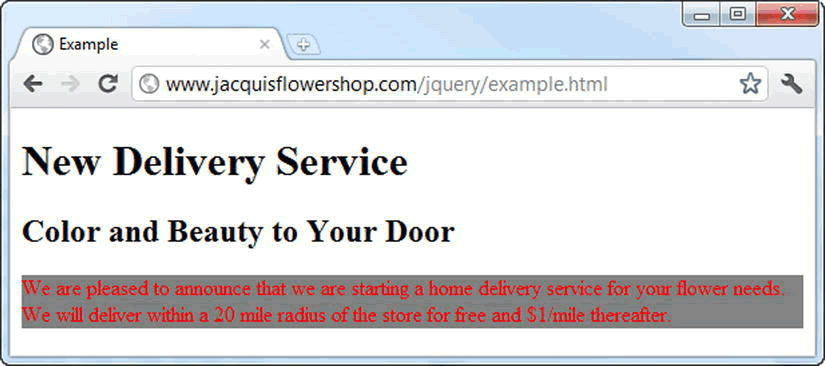 Example
www.jacquisflowershop.com/jquery/example.html
New Delivery Service
Color and Beauty to Your Door
We are pleased to announce that we are starting a home delivery service for your flower needs.
We will deliver within a 20 mile radius of the store for free and $1/mile thereafter.